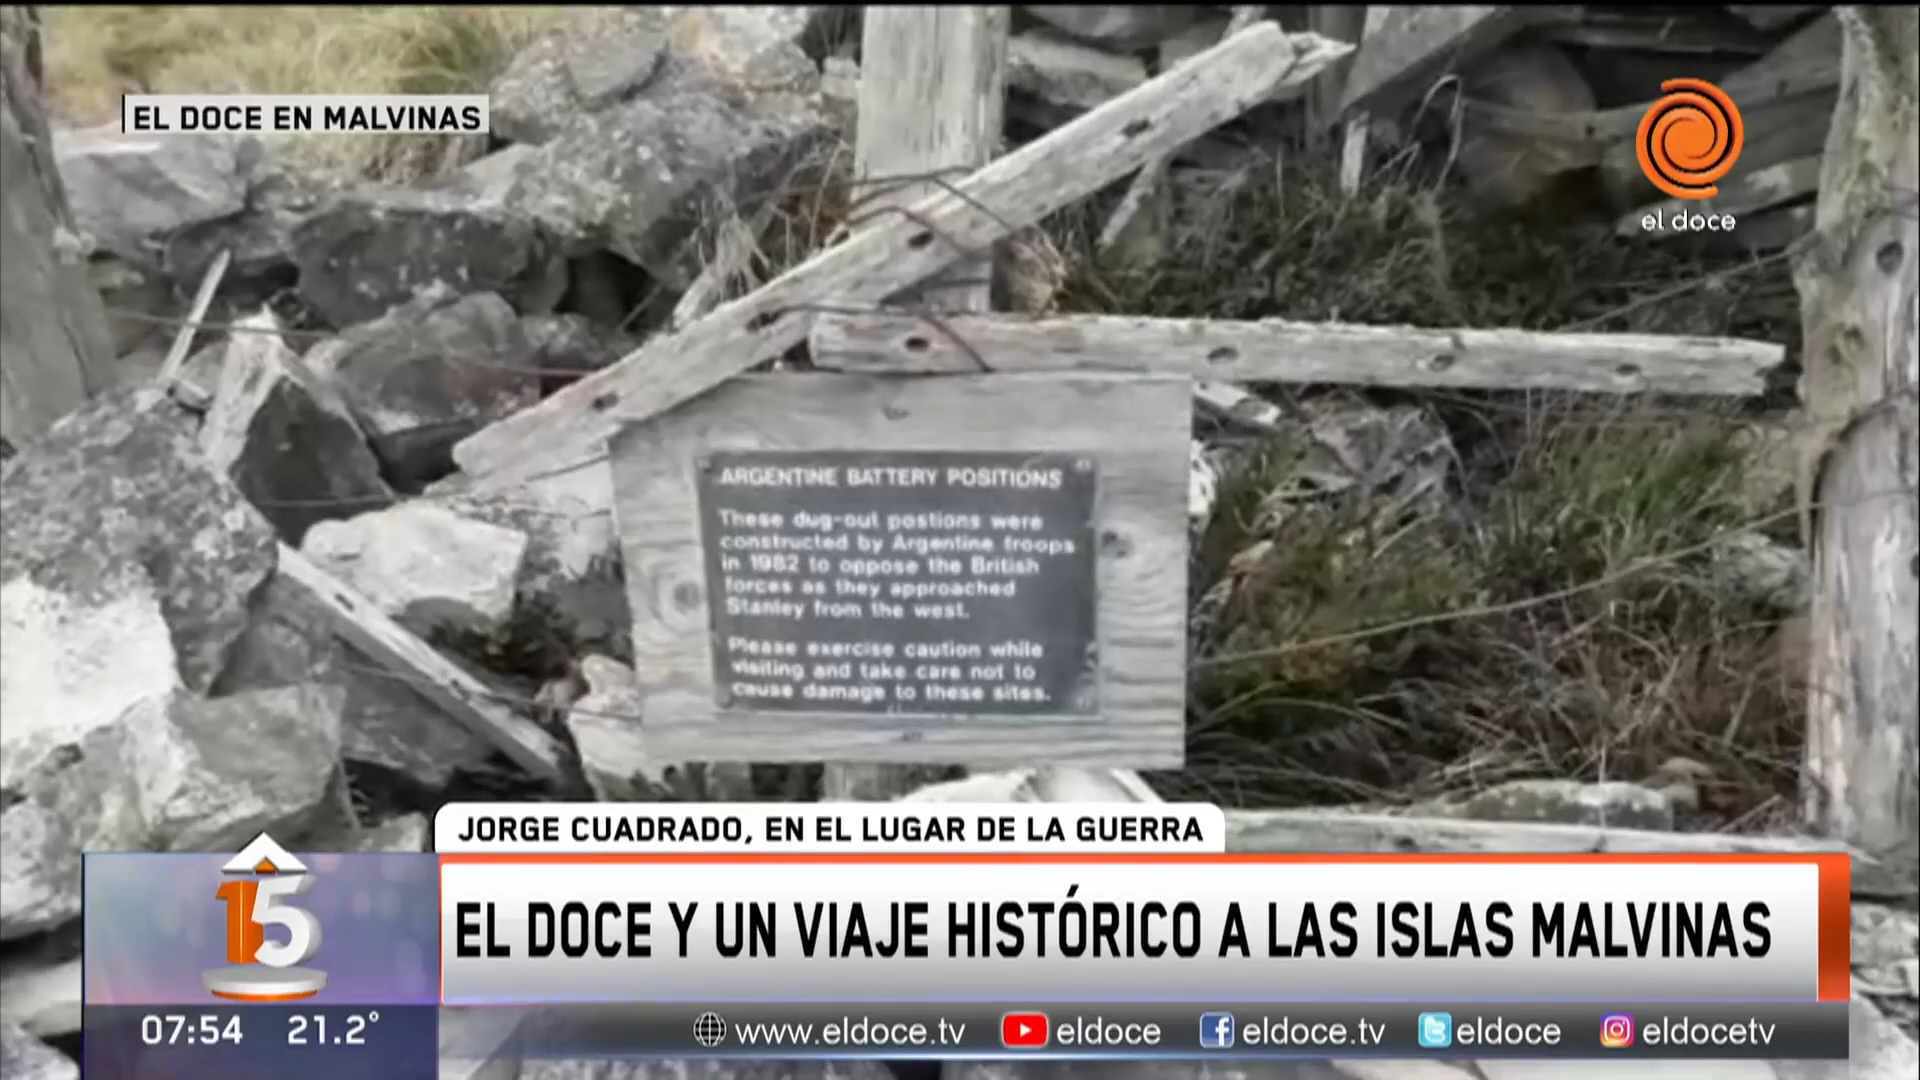 EL DOCE EN MALVINAS
el doce
ARGENTINE BATTERY POSITIONS
These dug-out postions were
constructed by Argentine troops
in 1982 to oppose the British
forces as they approached
Stanley from the west.
Please exercise caution while
visiting and take care not to
cause damage to these sites.
JORGE CUADRADO, EN EL LUGAR DE LA GUERRA
15
EL DOCE Y UN VIAJE HISTÓRICO A LAS ISLAS MALVINAS
07:54 21.2°
www.eldoce.tv eldoce eldoce.tv eldoce eldocetv